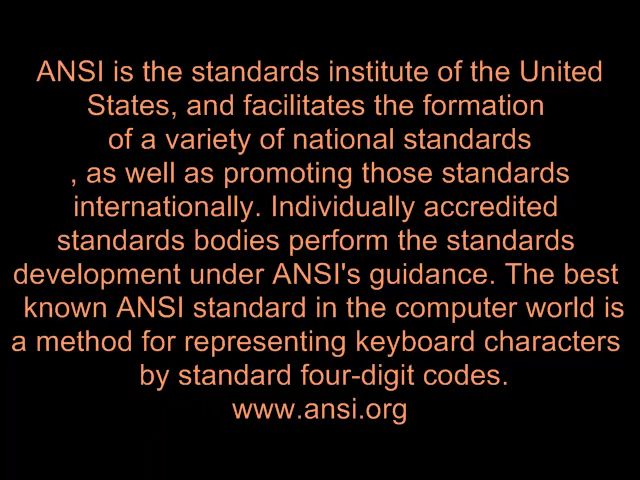 ANSI is the standards institute of the United
States, and facilitates the formation
of a variety of national standards
, as well as promoting those standards
internationally. Individually accredited
standards bodies perform the standards
development under ANSI's guidance. The best
known ANSI standard in the computer world is
a method for representing keyboard characters
by standard four-digit codes.
www.ansi.org